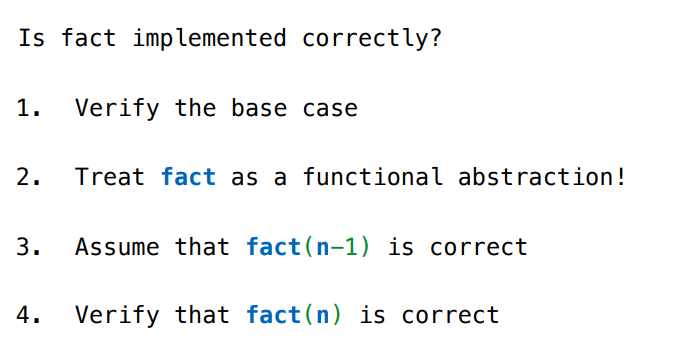 Is fact implemented correctly?
1. Verify the base case
2. Treat fact as a functional abstraction!
3. Assume that fact(n-1) is correct
4. Verify that fact(n) is correct